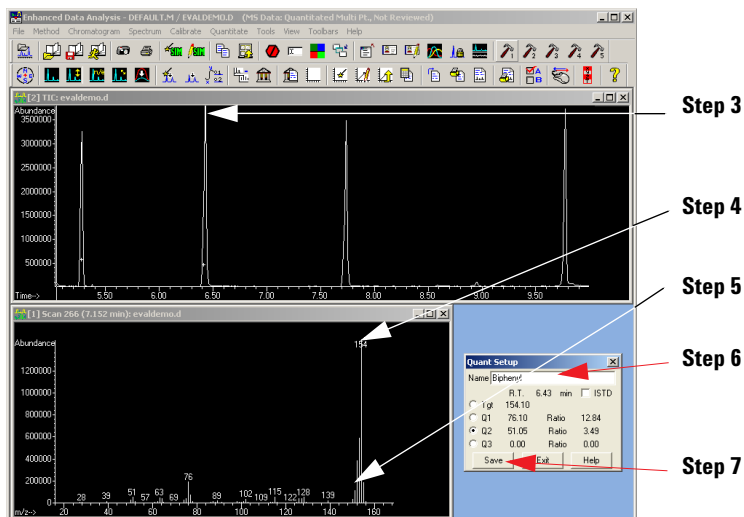 Enhanced Data Analysis - DEFAULT.M / EVALDEMO.D (MS Data: Quantitated Multi Pt., Not Reviewed)
File Method Chromatogram Spectrum Calibrate Quantitate Tools View Toolbars Help
[2] TIC: evaldemo.d
Abundance
3500000
3000000
2500000
2000000
1500000
1000000
500000
Time--> 5.50 6.00 6.50 7.00 7.50 8.00 8.50 9.00 9.50
Step 3
Step 4
Step 5
Step 6
Step 7
[1] Scan 266 (7.152 min): evaldemo.d
Abundance
154
1200000
1000000
800000
600000
400000
200000
0
76
28 39 51 57 63 69 89 102 109 115 122 128 139
m/z--> 20 40 60 80 100 120 140 160
Quant Setup
Name Biphenyl
R.T. 6.43 min ISTD
Tgt 154.10
Q1 76.10 Ratio 12.84
Q2 51.05 Ratio 3.49
Q3 0.00 Ratio 0.00
Save Exit Help